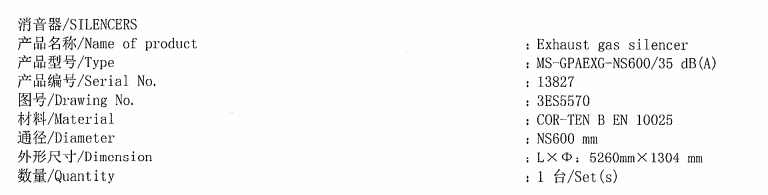 消音器/SILENCERS
产品名称/Name of product : Exhaust gas silencer
产品型号/Type : MS-GPAEXG-NS600/35 dB(A)
产品编号/Serial No. : 13827
图号/Drawing No. : 3ES5570
材料/Material : COR-TEN B EN 10025
通径/Diameter : NS600 mm
外形尺寸/Dimension : L×Φ: 5260mm×1304 mm
数量/Quantity : 1 台/Set(s)